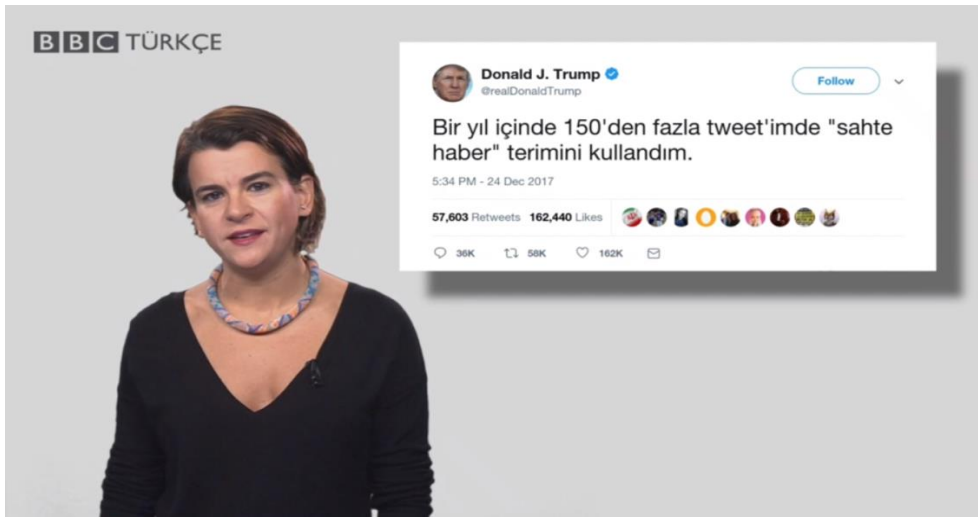 BBC TÜRKÇE
Donald J. Trump
@realDonaldTrump
Follow
Bir yıl içinde 150'den fazla tweet'imde "sahte
haber" terimini kullandım.
5:34 PM - 24 Dec 2017
57,603 Retweets 162,440 Likes
36K 58K 162K